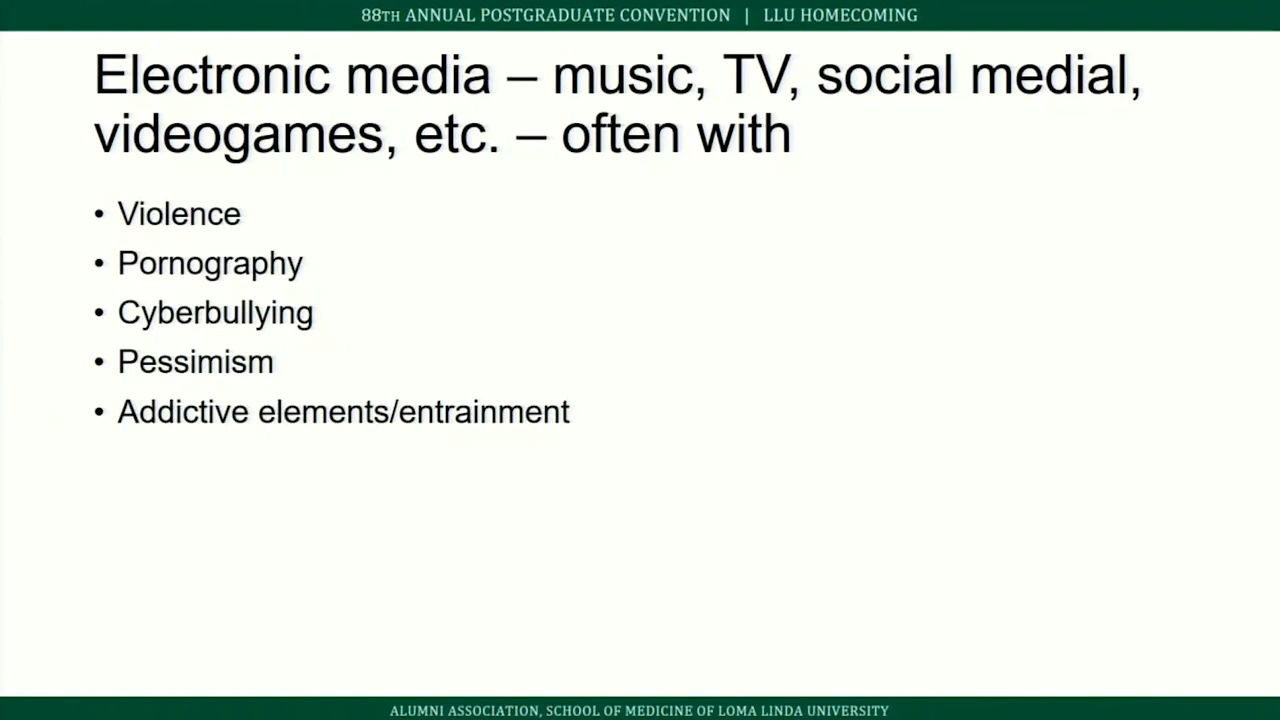 88TH ANNUAL POSTGRADUATE CONVENTION | LLU HOMECOMING
Electronic media – music, TV, social medial,
videogames, etc. – often with
• Violence
• Pornography
• Cyberbullying
• Pessimism
• Addictive elements/entrainment
ALUMNI ASSOCIATION, SCHOOL OF MEDICINE OF LOMA LINDA UNIVERSITY